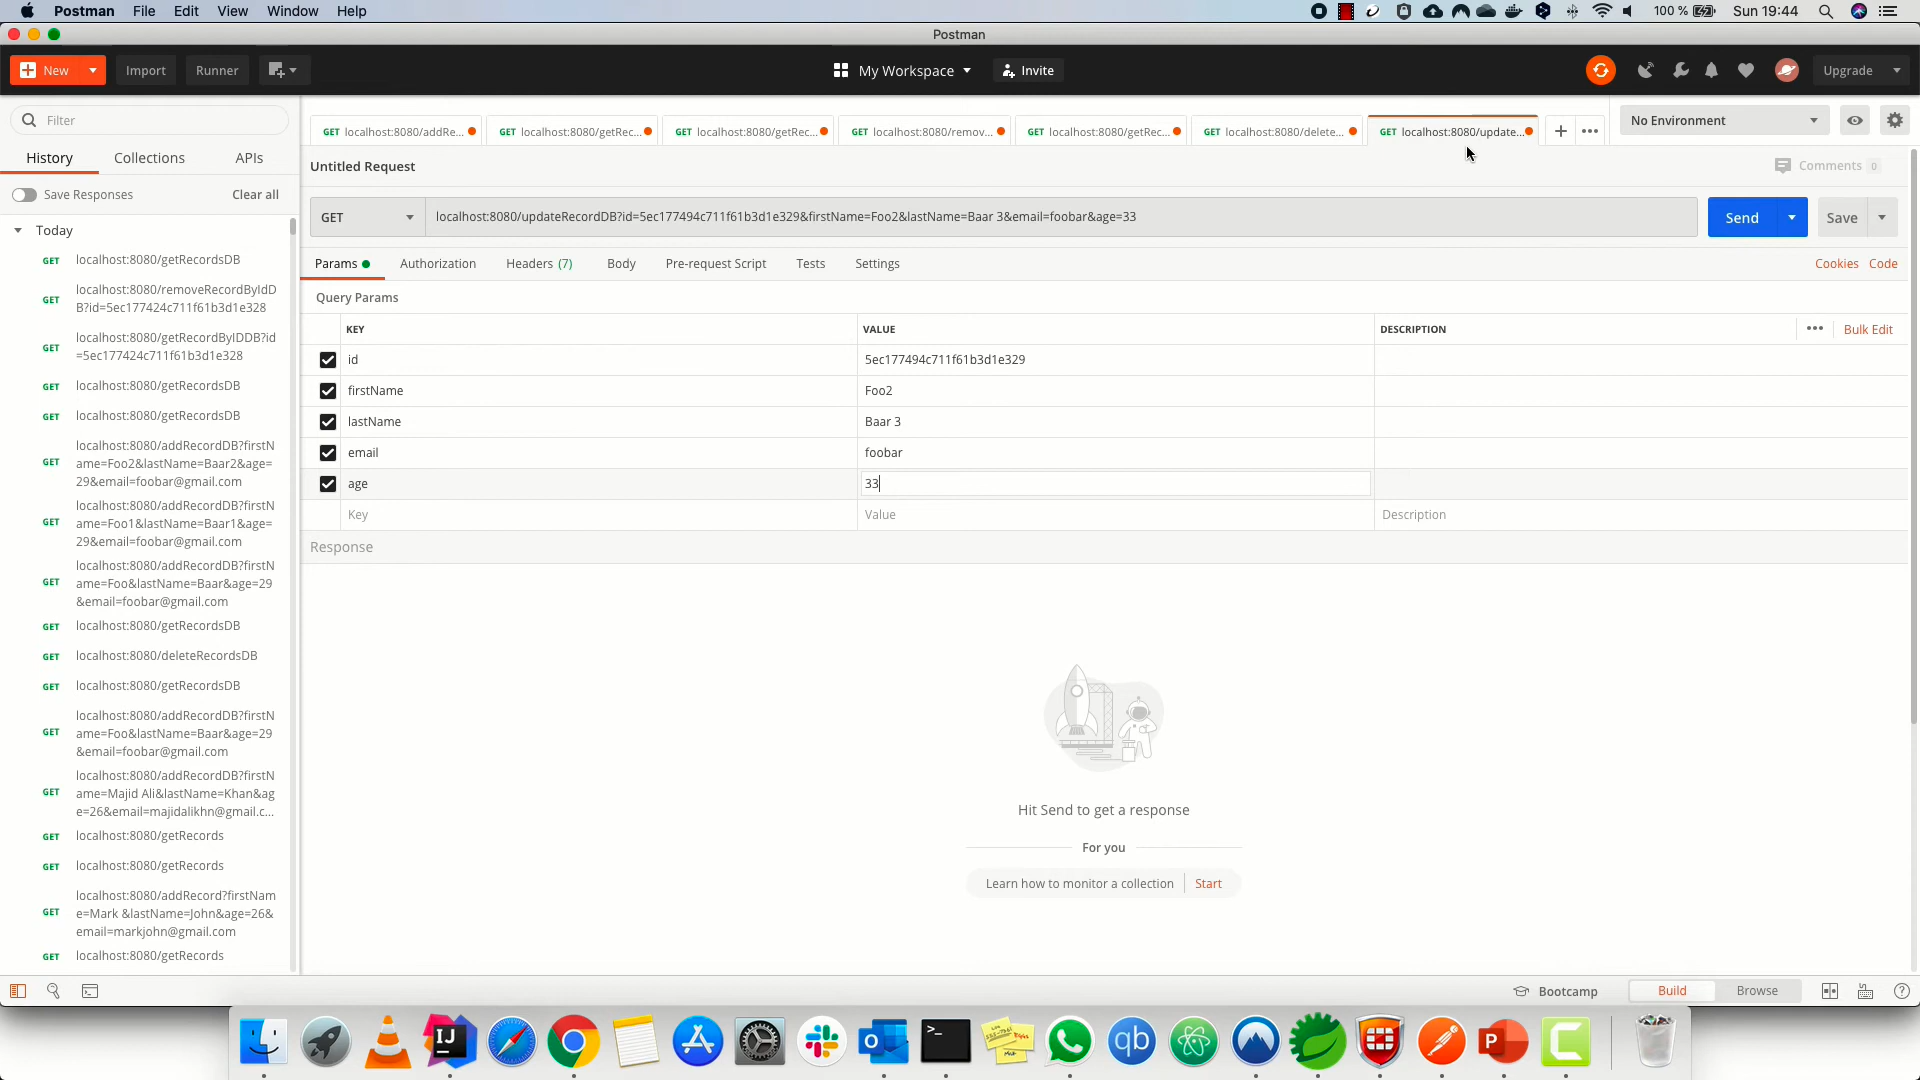 Postman File Edit View Window Help 100 % Sun 19:44
Postman
New Import Runner My Workspace Invite Upgrade
Filter
History Collections APIs
Save Responses Clear all
Today
GET localhost:8080/getRecordsDB
GET localhost:8080/removeRecordByIdD
B?id=5ec177424c711f61b3d1e328
GET localhost:8080/getRecordByIDDB?id
=5ec177424c711f61b3d1e328
GET localhost:8080/getRecordsDB
GET localhost:8080/getRecordsDB
GET localhost:8080/addRecordDB?firstN
ame=Foo2&lastName=Baar2&age=
29&email=foobar@gmail.com
GET localhost:8080/addRecordDB?firstN
ame=Foo1&lastName=Baar1&age=
29&email=foobar@gmail.com
GET localhost:8080/addRecordDB?firstN
ame=Foo&lastName=Baar&age=29
&email=foobar@gmail.com
GET localhost:8080/getRecordsDB
GET localhost:8080/deleteRecordsDB
GET localhost:8080/getRecordsDB
GET localhost:8080/addRecordDB?firstN
ame=Foo&lastName=Baar&age=29
&email=foobar@gmail.com
GET localhost:8080/addRecordDB?firstN
ame=Majid Ali&lastName=Khan&ag
e=26&email=majidalikhn@gmail.c...
GET localhost:8080/getRecords
GET localhost:8080/getRecords
GET localhost:8080/addRecord?firstNam
e=Mark &lastName=John&age=26&
email=markjohn@gmail.com
GET localhost:8080/getRecords
GET localhost:8080/addRe... GET localhost:8080/getRec... GET localhost:8080/getRec... GET localhost:8080/remov... GET localhost:8080/getRec... GET localhost:8080/delete... GET localhost:8080/update... No Environment
Untitled Request Comments 0
GET localhost:8080/updateRecordDB?id=5ec177494c711f61b3d1e329&firstName=Foo2&lastName=Baar 3&email=foobar&age=33 Send Save
Params Authorization Headers (7) Body Pre-request Script Tests Settings Cookies Code
Query Params
KEY VALUE DESCRIPTION Bulk Edit
id 5ec177494c711f61b3d1e329
firstName Foo2
lastName Baar 3
email foobar
age 33
Key Value Description
Response
Hit Send to get a response
For you
Learn how to monitor a collection Start
Bootcamp Build Browse